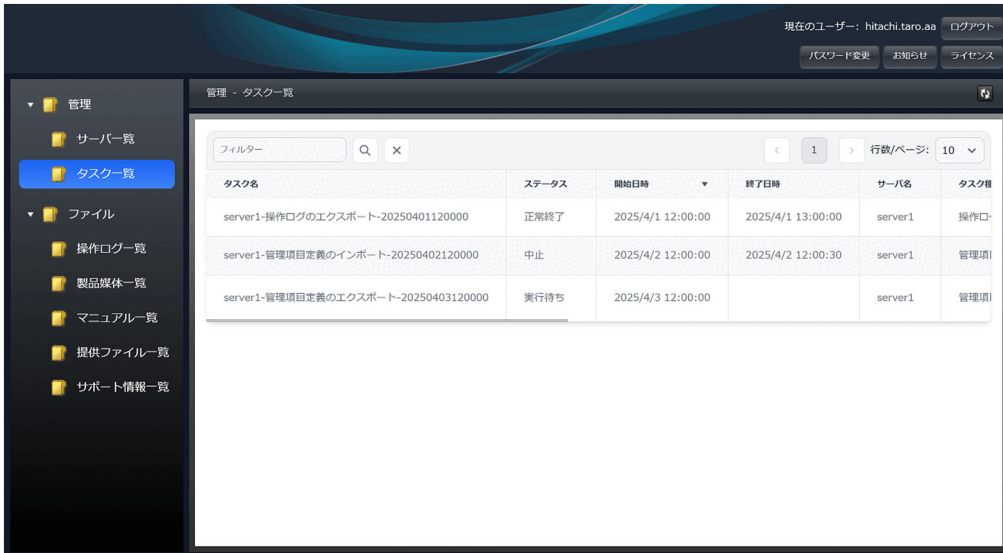 現在のユーザー: hitachi.taro.aa ログアウト
パスワード変更 お知らせ ライセンス
管理
サーバ一覧
タスク一覧
ファイル
操作ログ一覧
製品媒体一覧
マニュアル一覧
提供ファイル一覧
サポート情報一覧
管理 - タスク一覧
フィルター 1 行数/ページ: 10
タスク名 ステータス 開始日時 ▼ 終了日時 サーバ名 タスク種
server1-操作ログのエクスポート-20250401120000 正常終了 2025/4/1 12:00:00 2025/4/1 13:00:00 server1 操作ロ
server1-管理項目定義のインポート-20250402120000 中止 2025/4/2 12:00:00 2025/4/2 12:00:30 server1 管理項
server1-管理項目定義のエクスポート-20250403120000 実行待ち 2025/4/3 12:00:00 server1 管理項